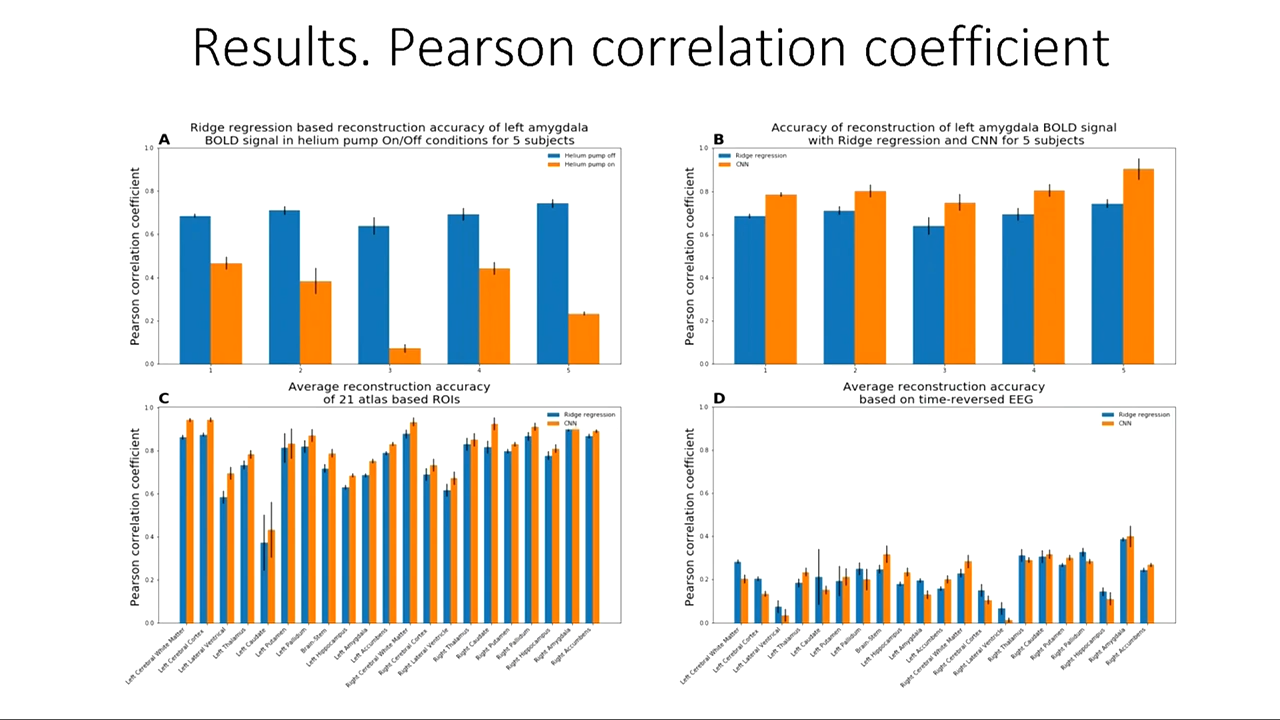 Results. Pearson correlation coefficient
A
Ridge regression based reconstruction accuracy of left amygdala
BOLD signal in helium pump On/Off conditions for 5 subjects
Pearson correlation coefficient
1.0
0.8
0.6
0.4
0.2
0.0
Helium pump off
Helium pump on
1 2 3 4 5
B
Accuracy of reconstruction of left amygdala BOLD signal
with Ridge regression and CNN for 5 subjects
Pearson correlation coefficient
1.0
0.8
0.6
0.4
0.2
0.0
Ridge regression
CNN
1 2 3 4 5
C
Average reconstruction accuracy
of 21 atlas based ROIs
Pearson correlation coefficient
1.0
0.8
0.6
0.4
0.2
0.0
Ridge regression
CNN
Left Cerebral White Matter
Left Cerebral Cortex
Left Lateral Ventrical
Left Thalamus
Left Caudate
Left Putamen
Left Pallidum
Brain Stem
Left Hippocampus
Left Amygdala
Left Accumbens
Right Cerebral White Matter
Right Cerebral Cortex
Right Lateral Ventricle
Right Thalamus
Right Caudate
Right Putamen
Right Pallidum
Right Hippocampus
Right Amygdala
Right Accumbens
D
Average reconstruction accuracy
based on time-reversed EEG
Pearson correlation coefficient
1.0
0.8
0.6
0.4
0.2
0.0
Ridge regression
CNN
Left Cerebral White Matter
Left Cerebral Cortex
Left Lateral Ventrical
Left Thalamus
Left Caudate
Left Putamen
Left Pallidum
Brain Stem
Left Hippocampus
Left Amygdala
Left Accumbens
Right Cerebral White Matter
Right Cerebral Cortex
Right Lateral Ventricle
Right Thalamus
Right Caudate
Right Putamen
Right Pallidum
Right Hippocampus
Right Amygdala
Right Accumbens